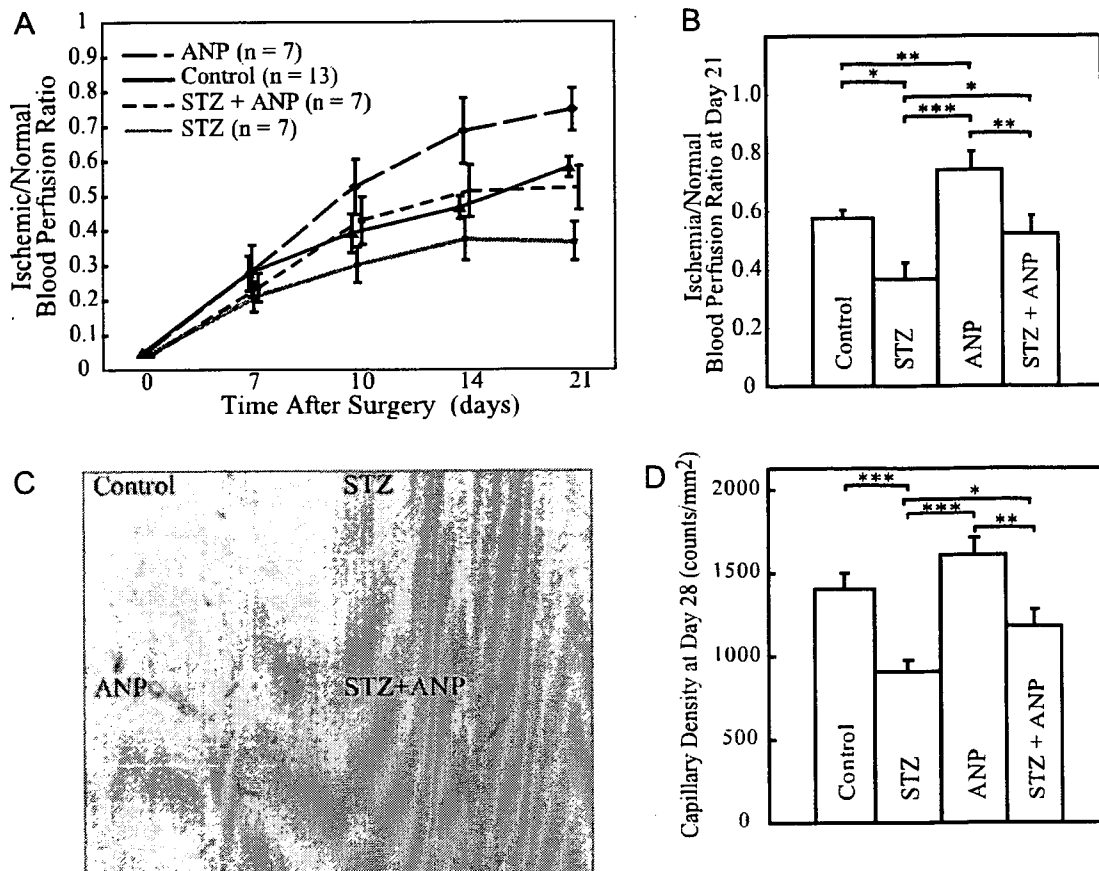 A
Ischemic/Normal
Blood Perfusion Ratio
1
0.9
0.8
0.7
0.6
0.5
0.4
0.3
0.2
0.1
0
ANP (n = 7)
Control (n = 13)
STZ + ANP (n = 7)
STZ (n = 7)
0 7 10 14 21
Time After Surgery (days)
B
Ischemia/Normal
Blood Perfusion Ratio at Day 21
1.0
0.8
0.6
0.4
0.2
0
** 
* 
* 
*** 
**
Control
STZ
ANP
STZ + ANP
C
Control STZ
ANP STZ+ANP
D
Capillary Density at Day 28 (counts/mm²)
2000
1500
1000
500
0
***
*
***
**
Control
STZ
ANP
STZ + ANP